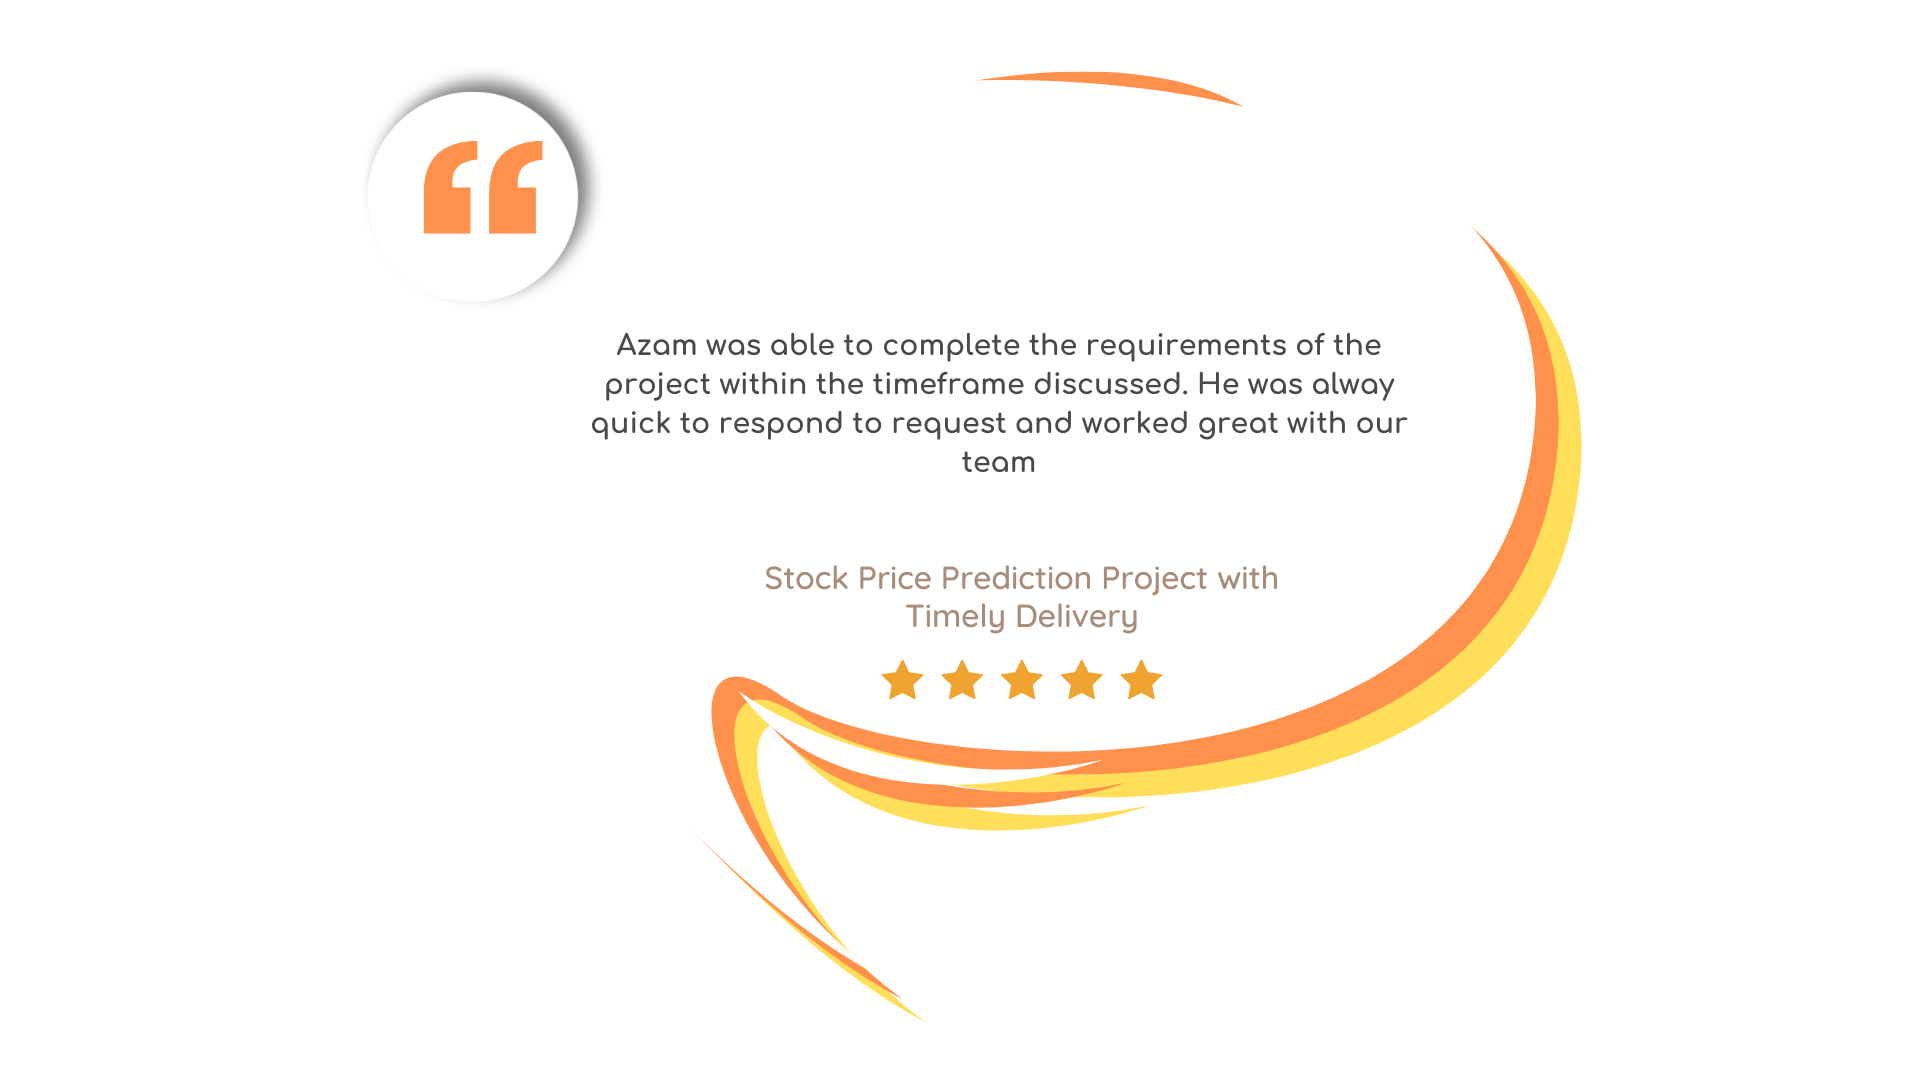 Azam was able to complete the requirements of the
project within the timeframe discussed. He was alway
quick to respond to request and worked great with our
team
Stock Price Prediction Project with
Timely Delivery